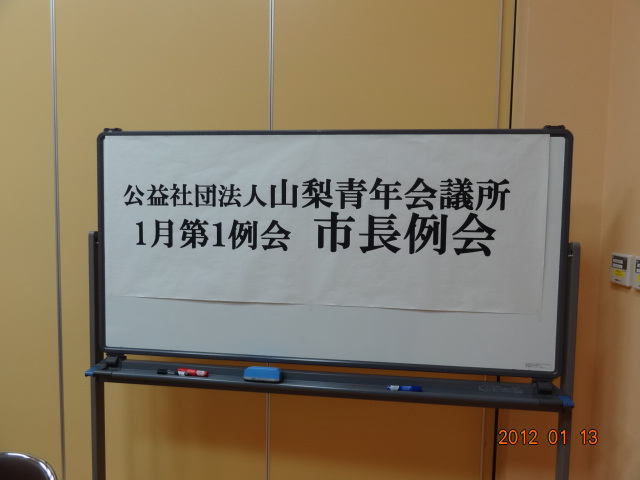 公益社団法人山梨青年会議所
1月第1例会 市長例会
2012 01 13